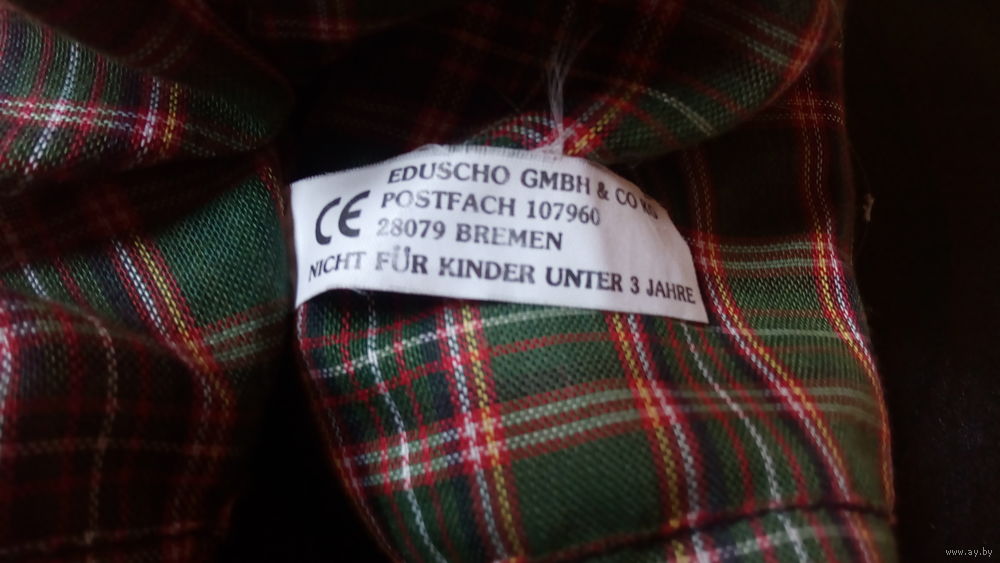 EDUSCHO GMBH & CO KG
CE POSTFACH 107960
28079 BREMEN
NICHT FÜR KINDER UNTER 3 JAHRE
www.ay.by